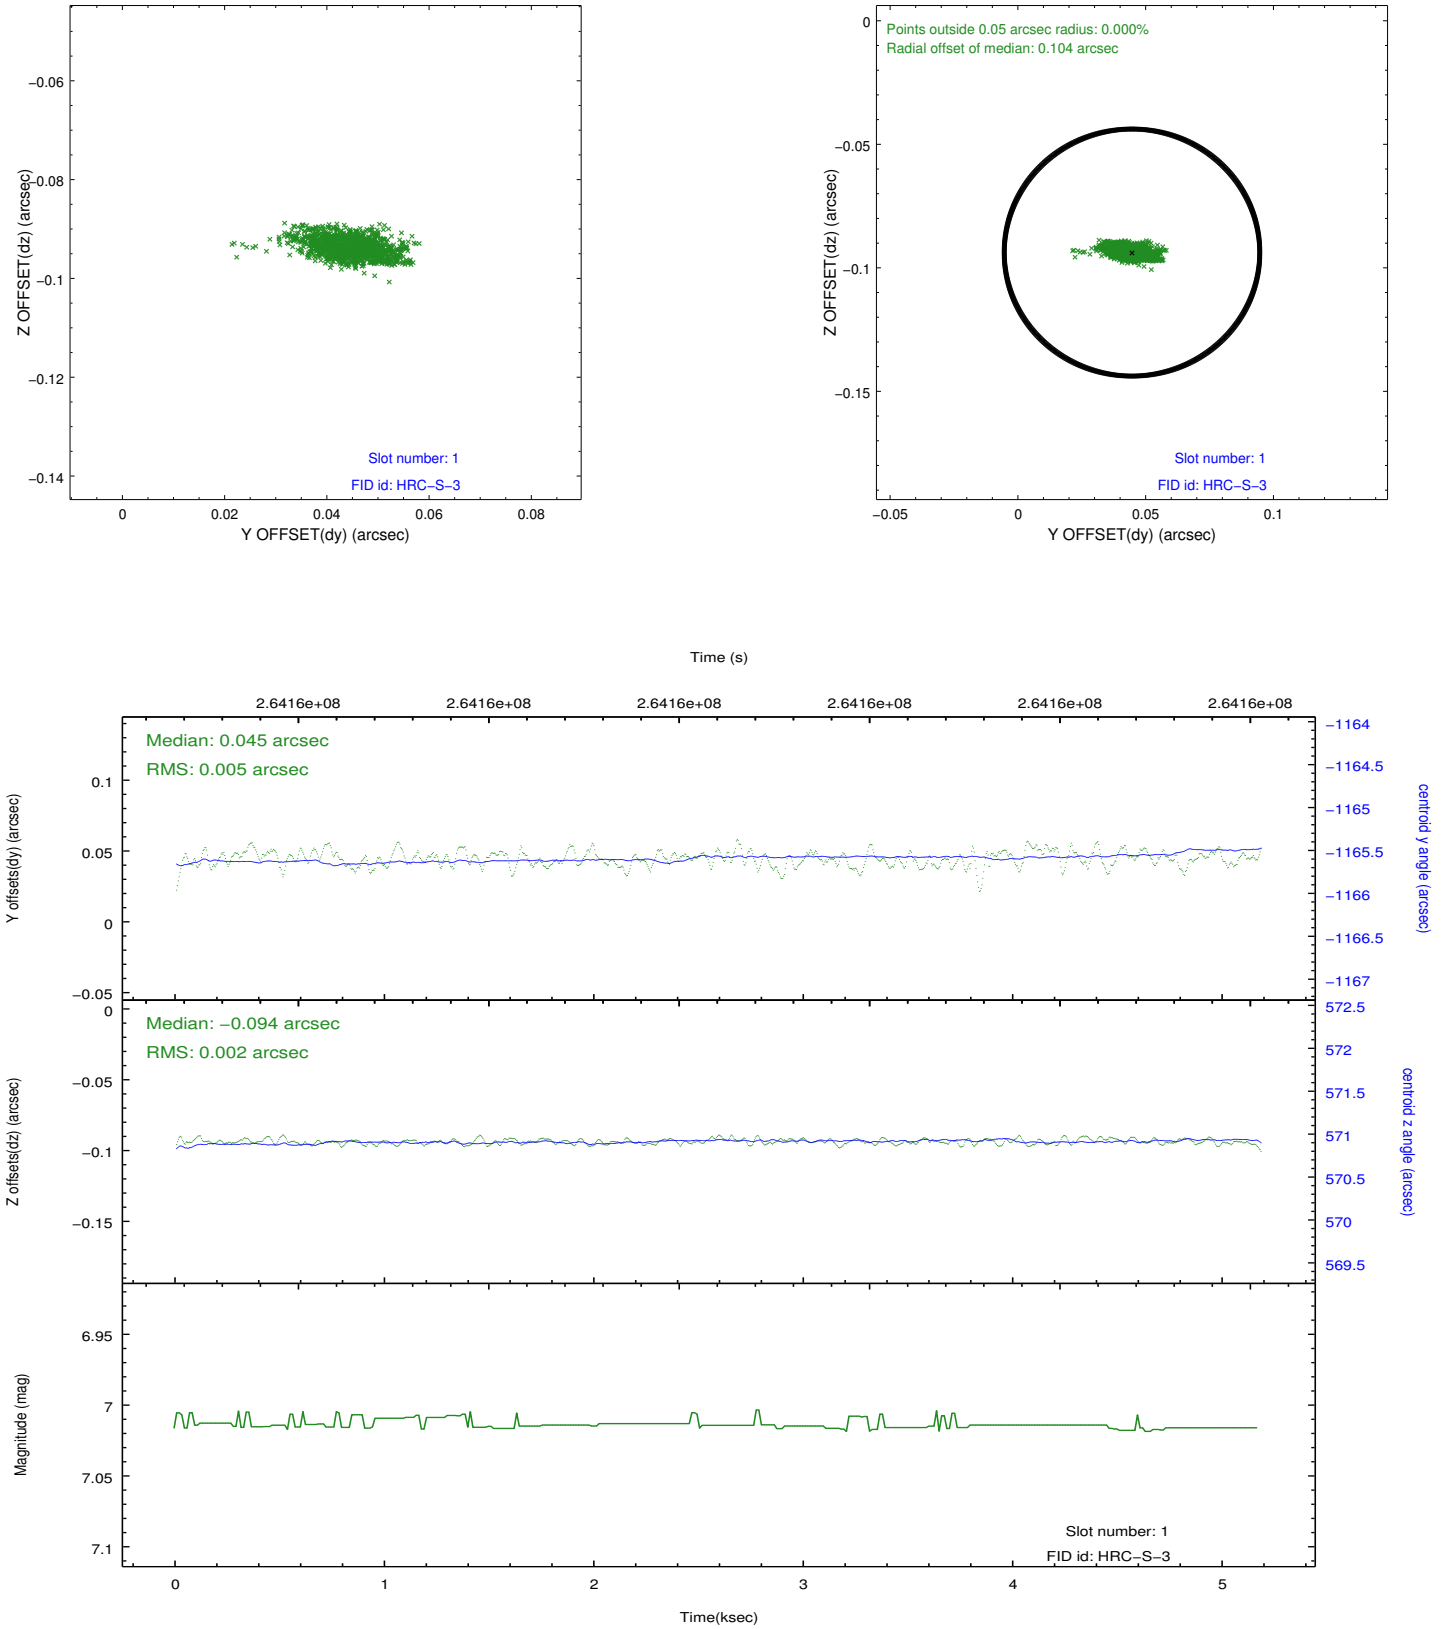 −0.06
−0.08
−0.1
−0.12
−0.14
Z OFFSET(dz) (arcsec)
Slot number: 1
FID id: HRC−S−3
0 0.02 0.04 0.06 0.08
Y OFFSET(dy) (arcsec)
Points outside 0.05 arcsec radius: 0.000%
Radial offset of median: 0.104 arcsec
0
−0.05
−0.1
−0.15
Z OFFSET(dz) (arcsec)
Slot number: 1
FID id: HRC−S−3
−0.05 0 0.05 0.1
Y OFFSET(dy) (arcsec)
Time (s)
2.6416e+08 2.6416e+08 2.6416e+08 2.6416e+08 2.6416e+08 2.6416e+08
Median: 0.045 arcsec
RMS: 0.005 arcsec
0.1
0.05
0
−0.05
Y offsets(dy) (arcsec)
−1164
−1164.5
−1165
−1165.5
−1166
−1166.5
−1167
centroid y angle (arcsec)
Median: −0.094 arcsec
RMS: 0.002 arcsec
0
−0.05
−0.1
−0.15
Z offsets(dz) (arcsec)
572.5
572
571.5
571
570.5
570
569.5
centroid z angle (arcsec)
6.95
7
7.05
7.1
Magnitude (mag)
Slot number: 1
FID id: HRC−S−3
0 1 2 3 4 5
Time(ksec)